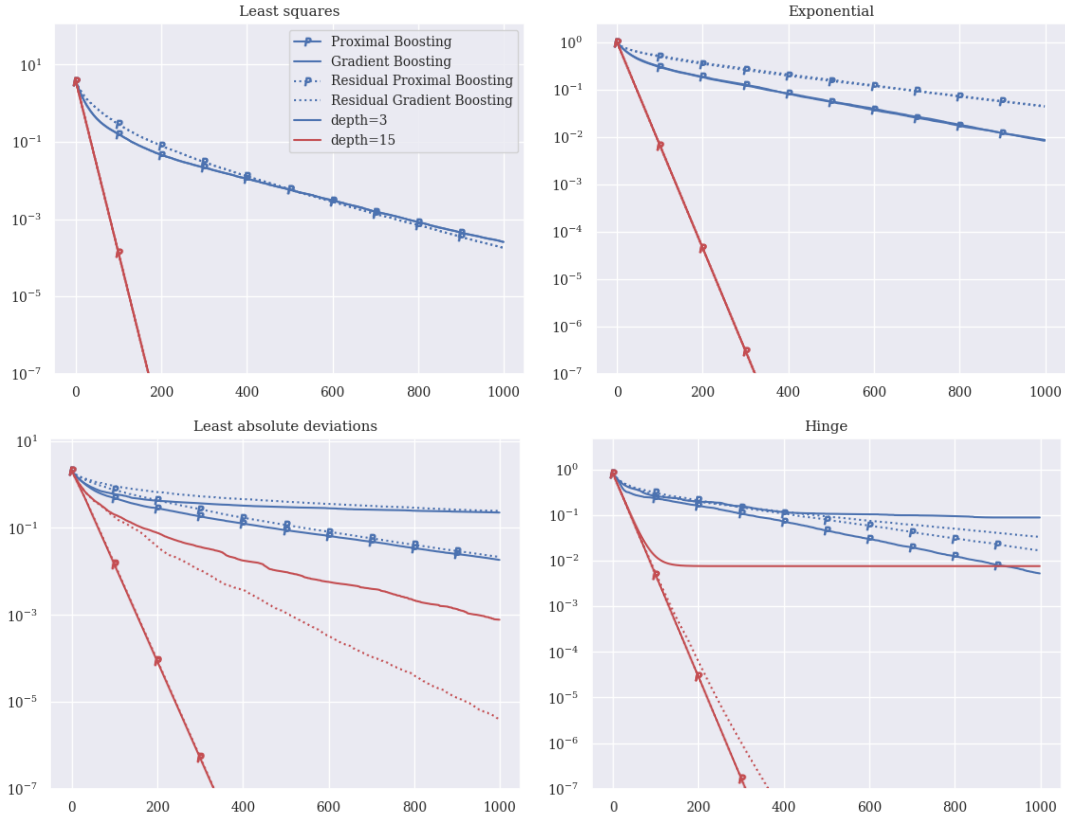 Least squares
10^1
10^-1
10^-3
10^-5
10^-7
0 200 400 600 800 1000
Proximal Boosting
Gradient Boosting
Residual Proximal Boosting
Residual Gradient Boosting
depth=3
depth=15
Exponential
10^0
10^-1
10^-2
10^-3
10^-4
10^-5
10^-6
10^-7
0 200 400 600 800 1000
Least absolute deviations
10^1
10^-1
10^-3
10^-5
10^-7
0 200 400 600 800 1000
Hinge
10^0
10^-1
10^-2
10^-3
10^-4
10^-5
10^-6
10^-7
0 200 400 600 800 1000